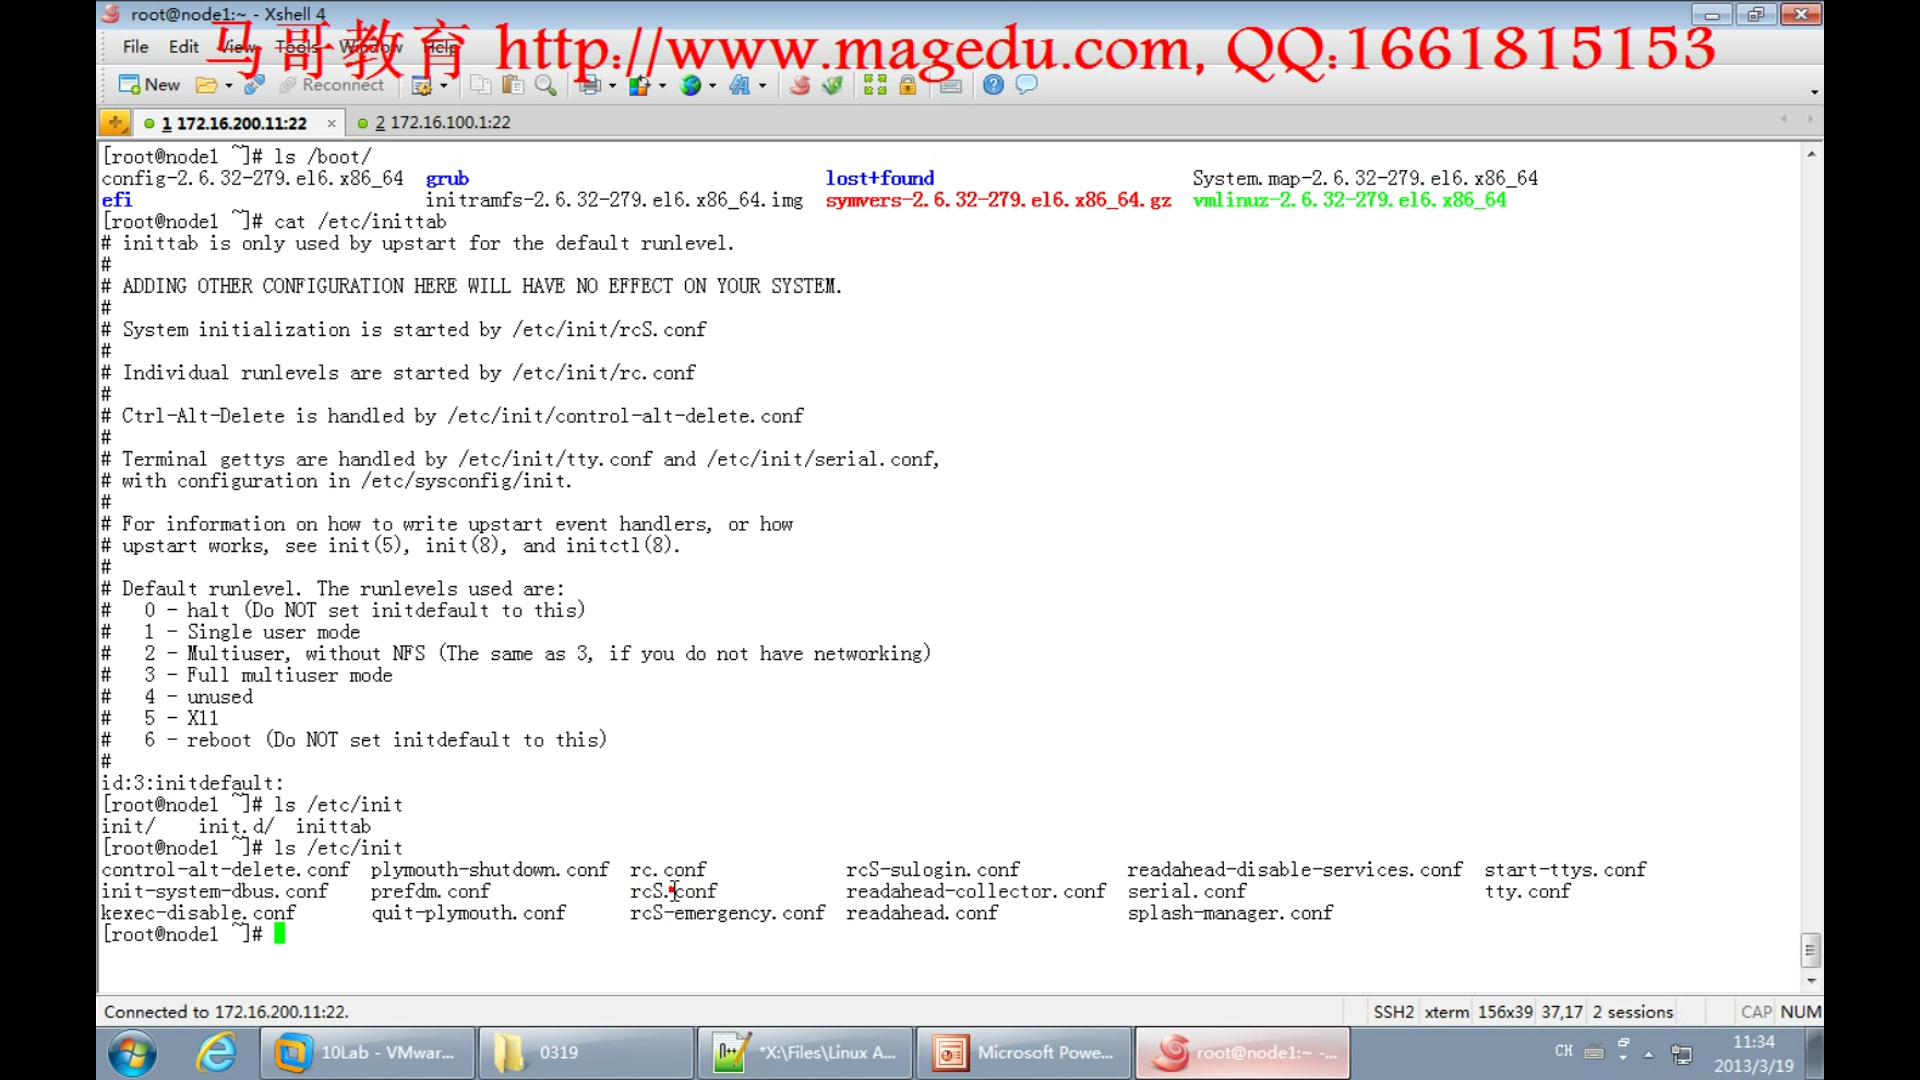 root@node1:~ - Xshell 4
马哥教育 http://www.magedu.com, QQ:1661815153
File Edit View Tools Window Help
New Reconnect
1 172.16.200.11:22 × 2 172.16.100.1:22
[root@node1 ~]# ls /boot/
config-2.6.32-279.el6.x86_64 grub lost+found System.map-2.6.32-279.el6.x86_64
efi initramfs-2.6.32-279.el6.x86_64.img symvers-2.6.32-279.el6.x86_64.gz vmlinuz-2.6.32-279.el6.x86_64
[root@node1 ~]# cat /etc/inittab
# inittab is only used by upstart for the default runlevel.
#
# ADDING OTHER CONFIGURATION HERE WILL HAVE NO EFFECT ON YOUR SYSTEM.
#
# System initialization is started by /etc/init/rcS.conf
#
# Individual runlevels are started by /etc/init/rc.conf
#
# Ctrl-Alt-Delete is handled by /etc/init/control-alt-delete.conf
#
# Terminal gettys are handled by /etc/init/tty.conf and /etc/init/serial.conf,
# with configuration in /etc/sysconfig/init.
#
# For information on how to write upstart event handlers, or how
# upstart works, see init(5), init(8), and initctl(8).
#
# Default runlevel. The runlevels used are:
#   0 - halt (Do NOT set initdefault to this)
#   1 - Single user mode
#   2 - Multiuser, without NFS (The same as 3, if you do not have networking)
#   3 - Full multiuser mode
#   4 - unused
#   5 - X11
#   6 - reboot (Do NOT set initdefault to this)
#
id:3:initdefault:
[root@node1 ~]# ls /etc/init
init/ init.d/ inittab
[root@node1 ~]# ls /etc/init
control-alt-delete.conf plymouth-shutdown.conf rc.conf rcS-sulogin.conf readahead-disable-services.conf start-ttys.conf
init-system-dbus.conf prefdm.conf rcS.conf readahead-collector.conf serial.conf tty.conf
kexec-disable.conf quit-plymouth.conf rcS-emergency.conf readahead.conf splash-manager.conf
[root@node1 ~]#
Connected to 172.16.200.11:22. SSH2 xterm 156x39 37,17 2 sessions CAP NUM
10Lab - VMwar... 0319 *X:\Files\Linux A... Microsoft Powe... root@node1:~ -... CH 11:34
2013/3/19